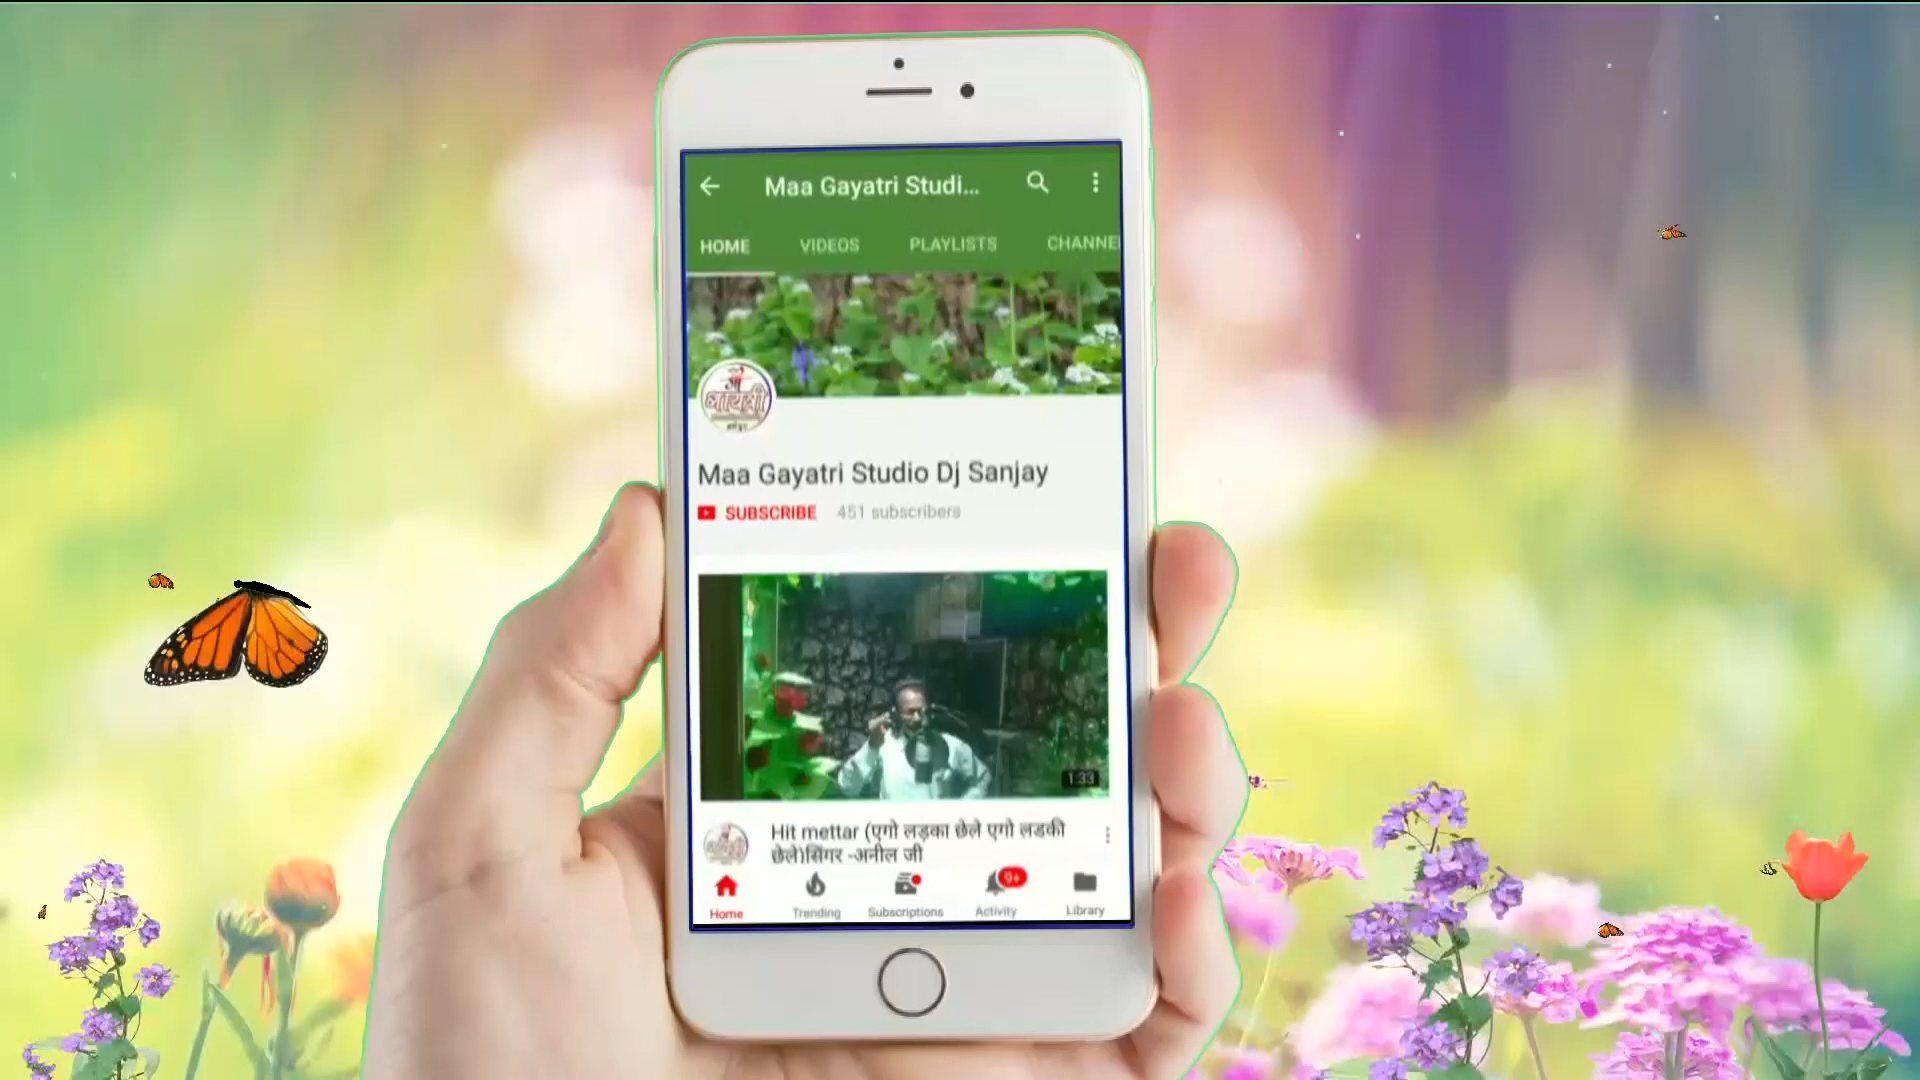 Maa Gayatri Studi...
HOME VIDEOS PLAYLISTS CHANNE
माँ
गायत्री
Maa Gayatri Studio Dj Sanjay
SUBSCRIBE 451 subscribers
1:33
Hit mettar (एगो लड़का छेले एगो लडकी
छेले)सिंगर -अनील जी
9+
Home Trending Subscriptions Activity Library